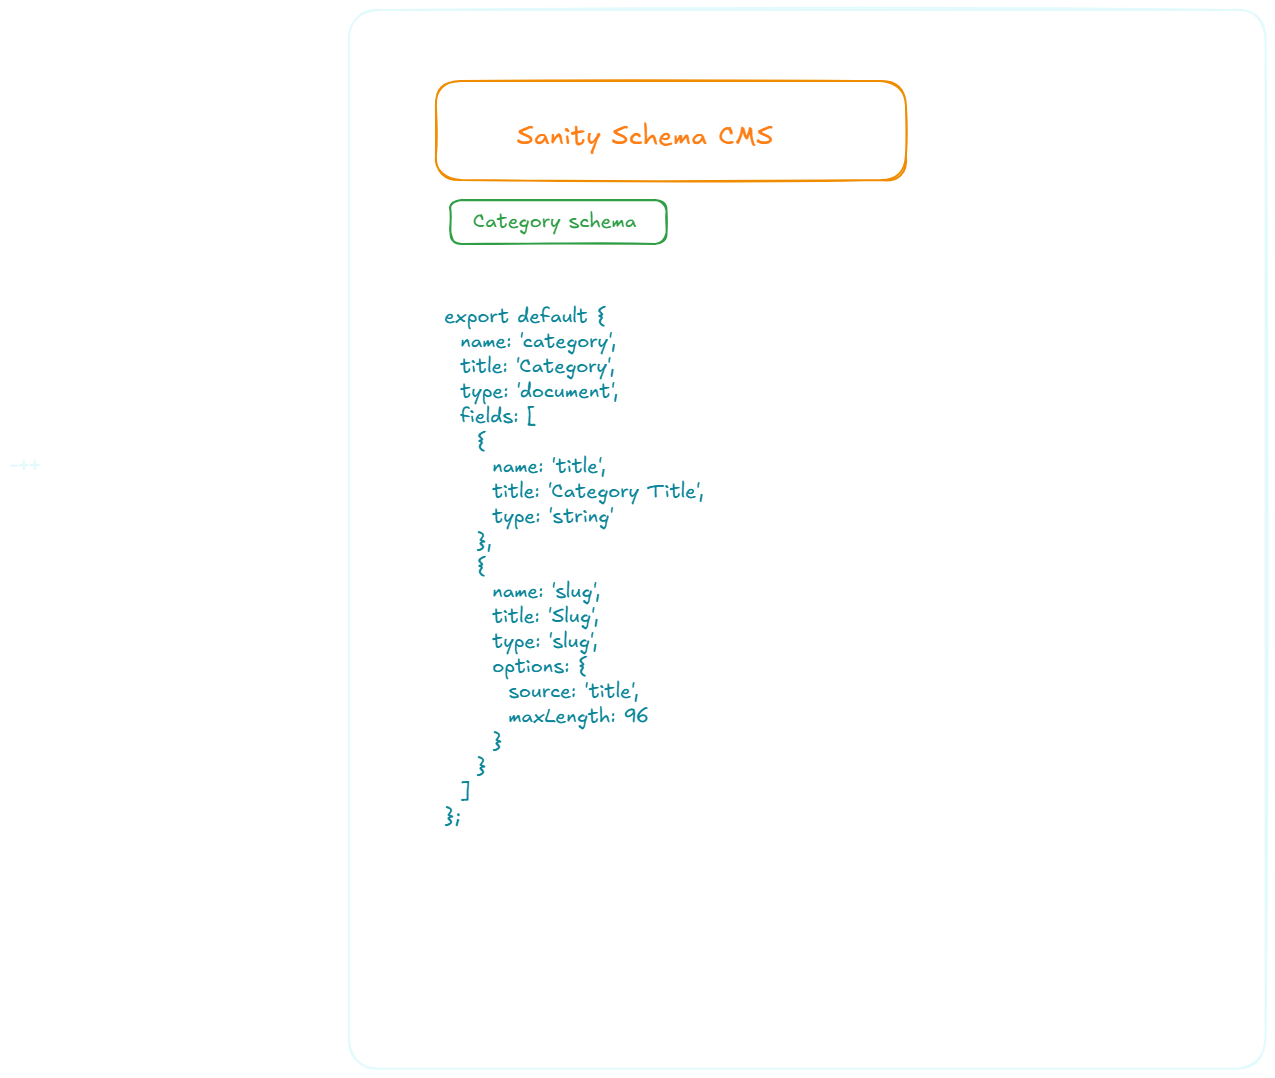 Sanity Schema CMS
Category schema
export default {
  name: 'category',
  title: 'Category',
  type: 'document',
  fields: [
    {
      name: 'title',
      title: 'Category Title',
      type: 'string'
    },
    {
      name: 'slug',
      title: 'Slug',
      type: 'slug',
      options: {
        source: 'title',
        maxLength: 96
      }
    }
  ]
};
-++